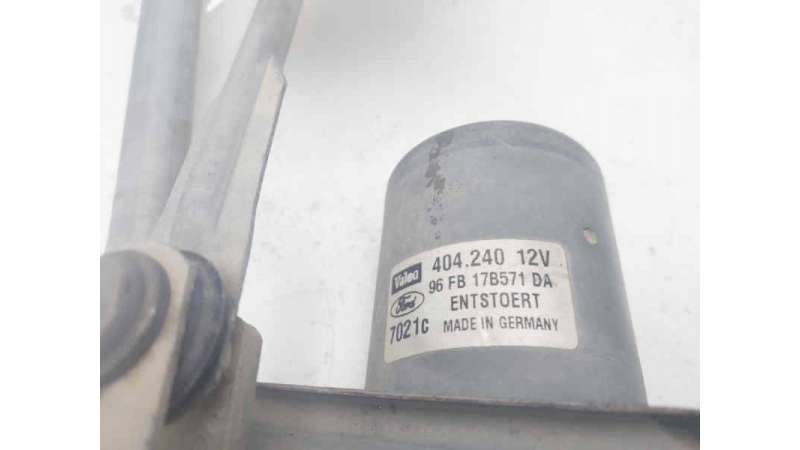 Valeo 404.240 12V
96 FB 17B571 DA
Ford ENTSTOERT
7021c MADE IN GERMANY